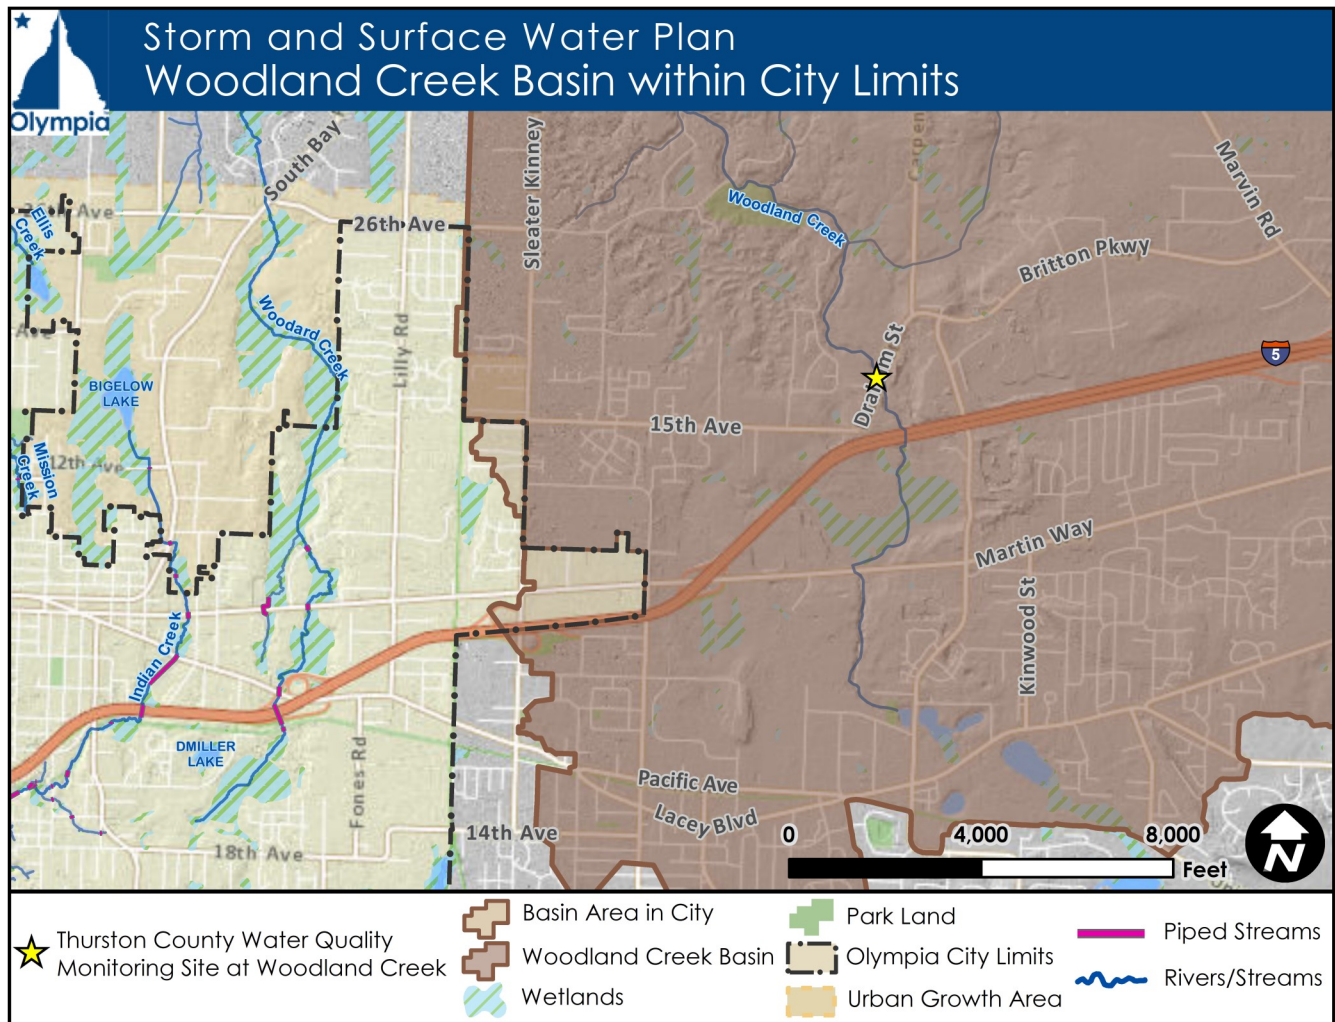 Storm and Surface Water Plan
Woodland Creek Basin within City Limits
Olympia
South Bay
Sleater Kinney
Marvin Rd
Ave
Ellis
Creek
26th Ave
Woodland Creek
Britton Pkwy
Woodard Creek
Lilly Rd
Ave
5
BIGELOW
LAKE
15th Ave
12th Ave
Mission
Creek
Martin Way
Kinwood St
Indian Creek
DMILLER
LAKE
Fones Rd
Pacific Ave
Lacey Blvd
14th Ave
18th Ave
0 4,000 8,000
Feet
N
Thurston County Water Quality
Monitoring Site at Woodland Creek
Basin Area in City
Woodland Creek Basin
Wetlands
Park Land
Olympia City Limits
Urban Growth Area
Piped Streams
Rivers/Streams